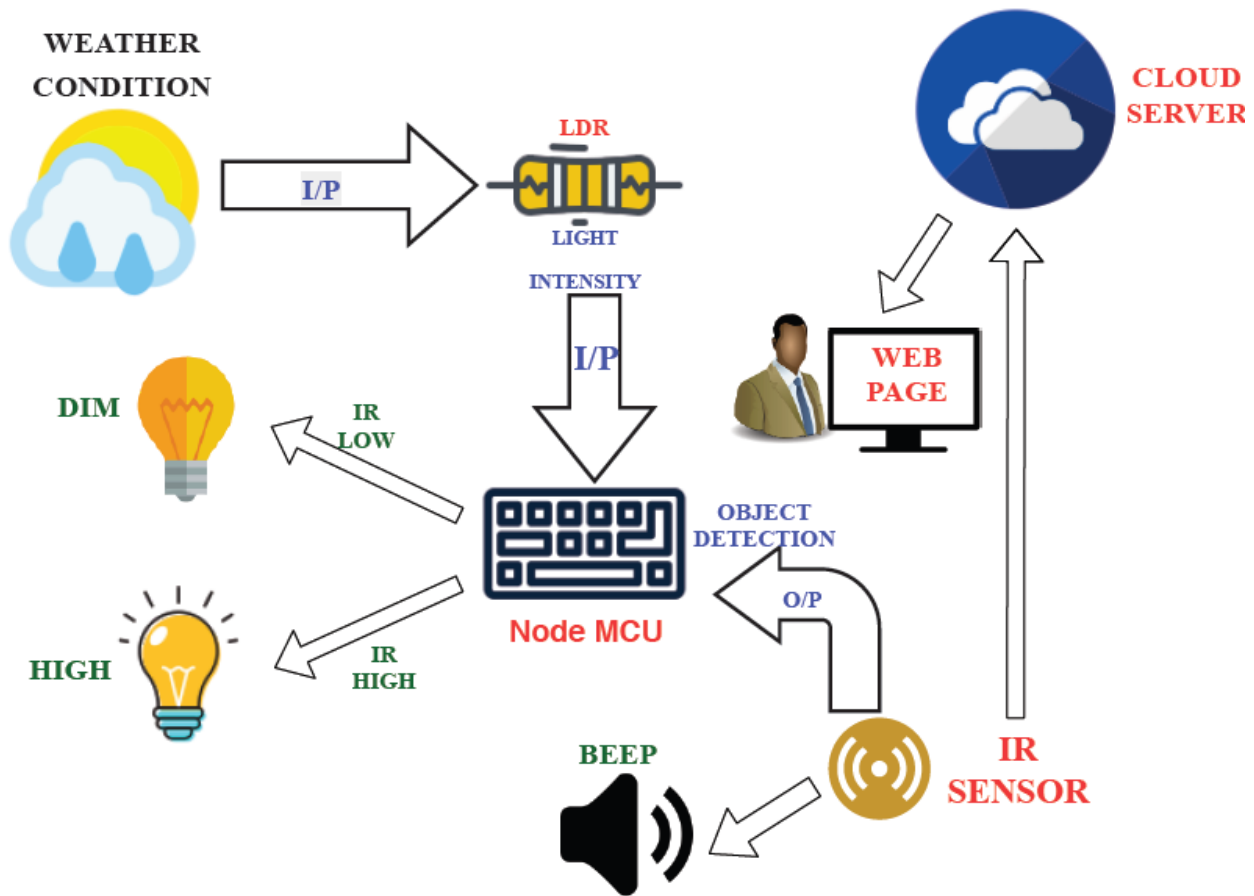 WEATHER
CONDITION
I/P
LDR
LIGHT
INTENSITY
I/P
CLOUD
SERVER
WEB
PAGE
DIM
IR
LOW
OBJECT
DETECTION
O/P
Node MCU
HIGH
IR
HIGH
BEEP
IR
SENSOR